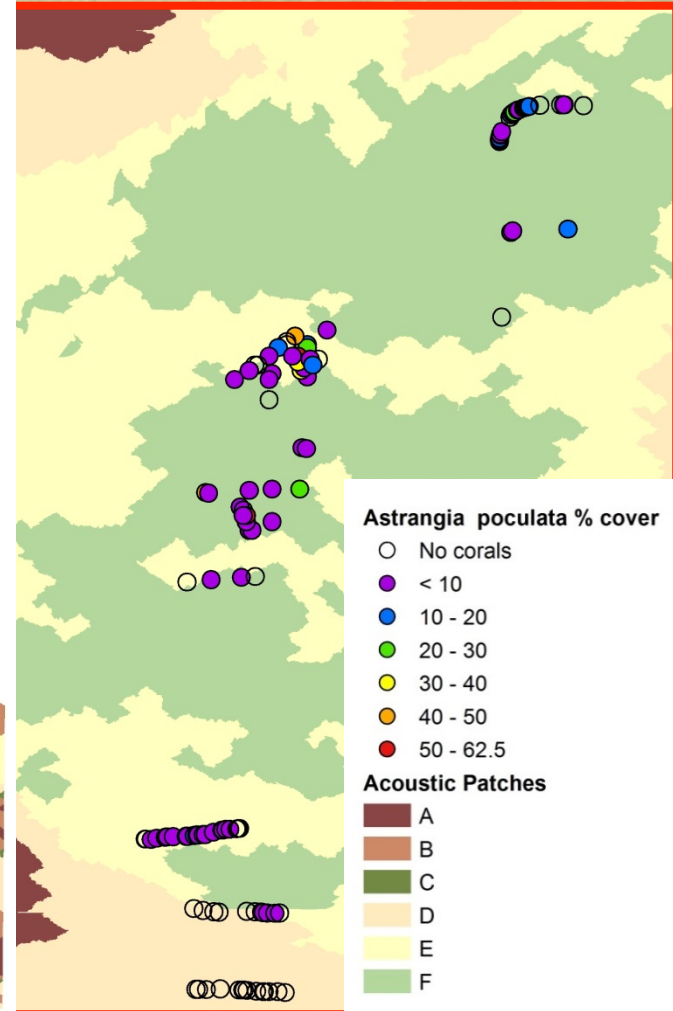 Astrangia poculata % cover
No corals
< 10
10 - 20
20 - 30
30 - 40
40 - 50
50 - 62.5
Acoustic Patches
A
B
C
D
E
F